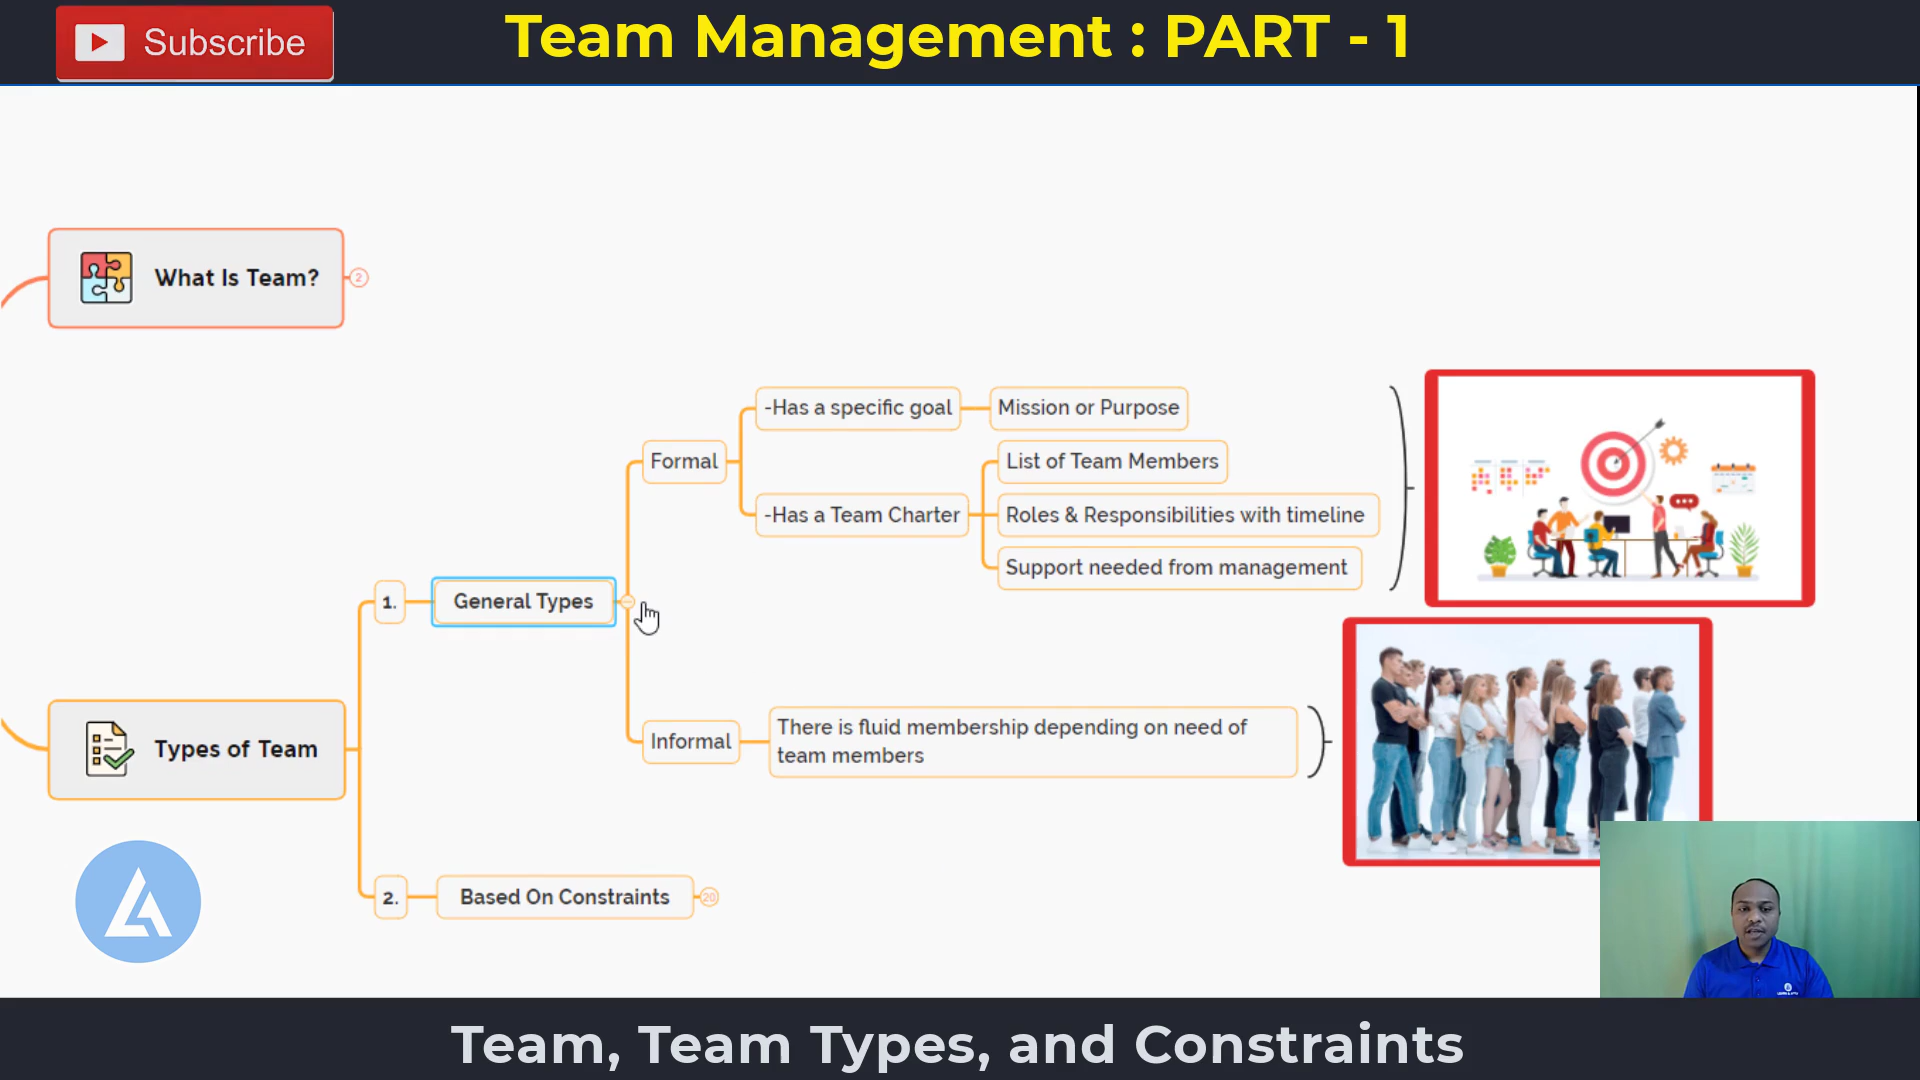 Subscribe
Team Management : PART - 1
What Is Team?
2
-Has a specific goal
Mission or Purpose
Formal
List of Team Members
-Has a Team Charter
Roles & Responsibilities with timeline
Support needed from management
1.
General Types
Informal
There is fluid membership depending on need of
team members
Types of Team
2.
Based On Constraints
20
Team, Team Types, and Constraints